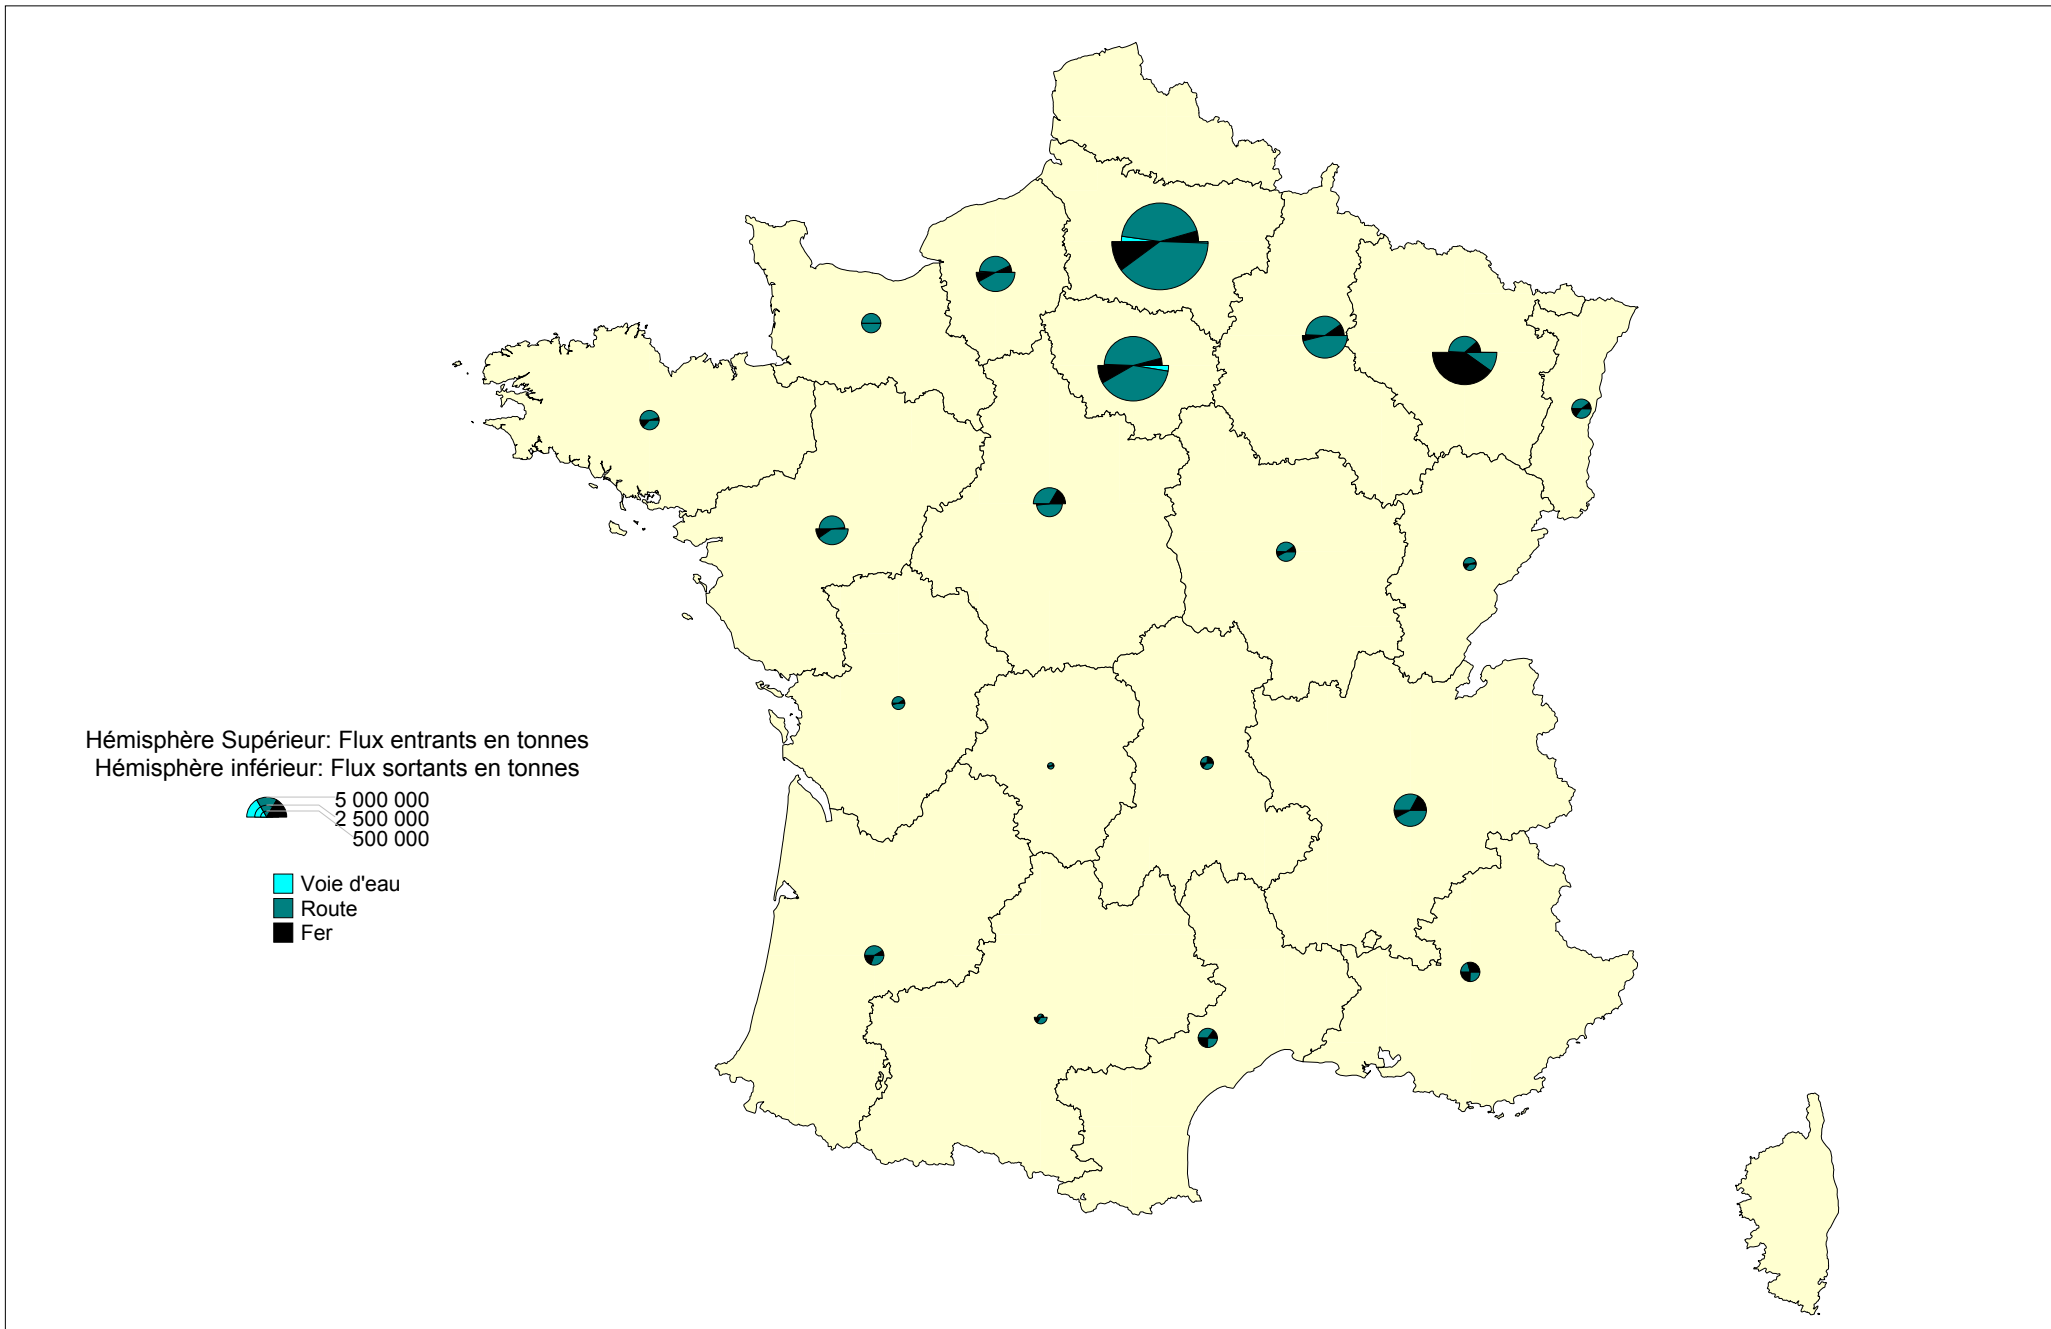 Hémisphère Supérieur: Flux entrants en tonnes
Hémisphère inférieur: Flux sortants en tonnes
5 000 000
2 500 000
500 000
Voie d'eau
Route
Fer